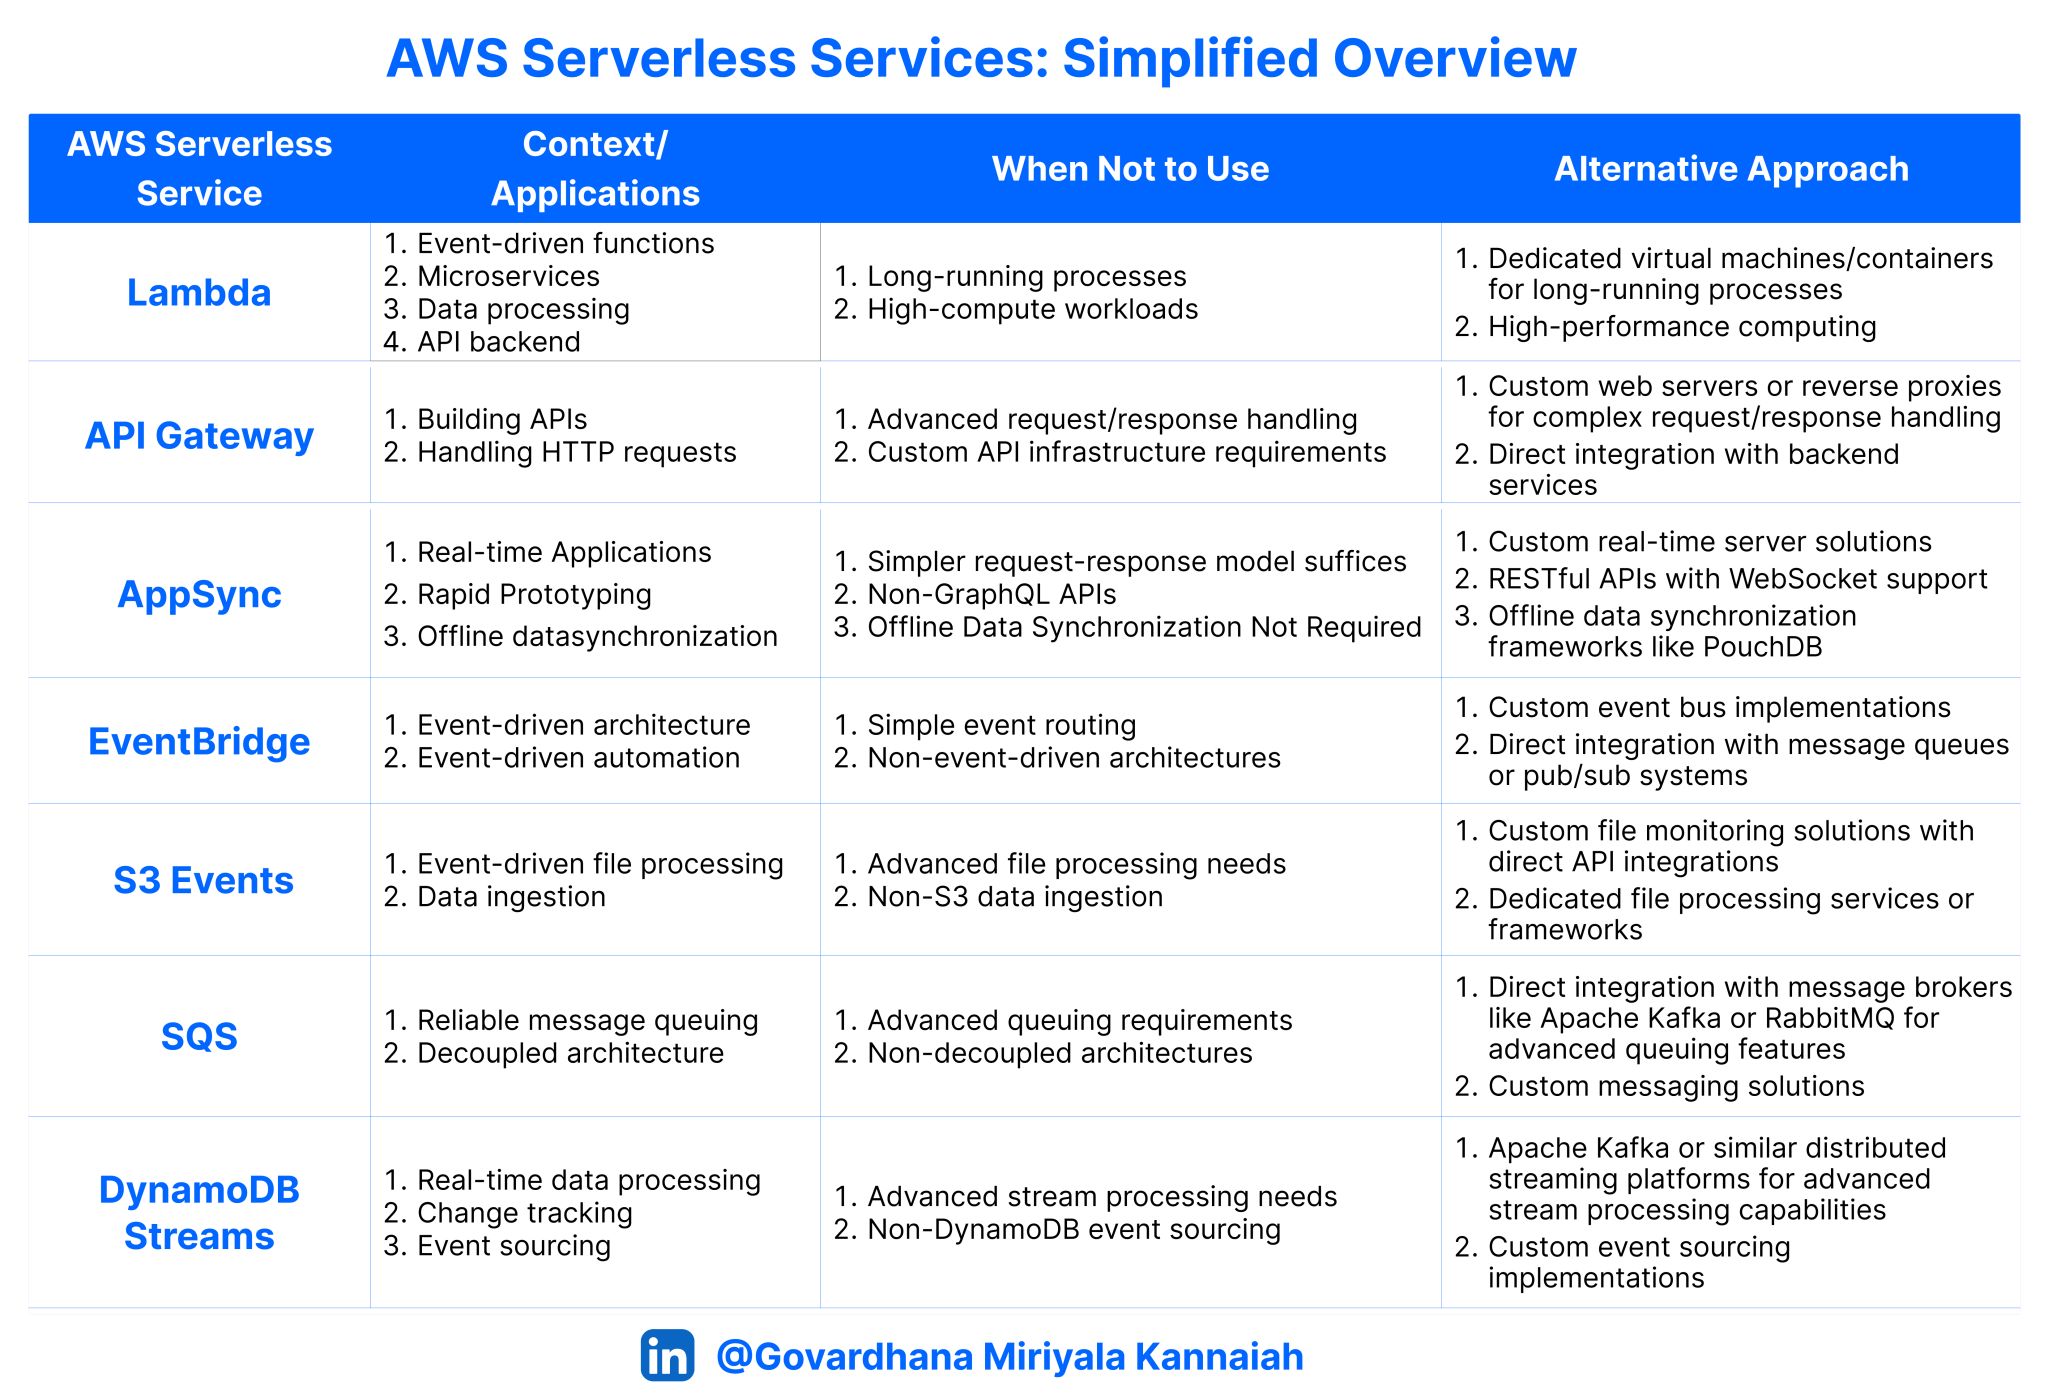 AWS Serverless Services: Simplified Overview
AWS Serverless
Service
Context/
Applications
When Not to Use
Alternative Approach
Lambda
1. Event-driven functions
2. Microservices
3. Data processing
4. API backend
1. Long-running processes
2. High-compute workloads
1. Dedicated virtual machines/containers
for long-running processes
2. High-performance computing
API Gateway
1. Building APIs
2. Handling HTTP requests
1. Advanced request/response handling
2. Custom API infrastructure requirements
1. Custom web servers or reverse proxies
for complex request/response handling
2. Direct integration with backend
services
AppSync
1. Real-time Applications
2. Rapid Prototyping
3. Offline datasynchronization
1. Simpler request-response model suffices
2. Non-GraphQL APIs
3. Offline Data Synchronization Not Required
1. Custom real-time server solutions
2. RESTful APIs with WebSocket support
3. Offline data synchronization
frameworks like PouchDB
EventBridge
1. Event-driven architecture
2. Event-driven automation
1. Simple event routing
2. Non-event-driven architectures
1. Custom event bus implementations
2. Direct integration with message queues
or pub/sub systems
S3 Events
1. Event-driven file processing
2. Data ingestion
1. Advanced file processing needs
2. Non-S3 data ingestion
1. Custom file monitoring solutions with
direct API integrations
2. Dedicated file processing services or
frameworks
SQS
1. Reliable message queuing
2. Decoupled architecture
1. Advanced queuing requirements
2. Non-decoupled architectures
1. Direct integration with message brokers
like Apache Kafka or RabbitMQ for
advanced queuing features
2. Custom messaging solutions
DynamoDB
Streams
1. Real-time data processing
2. Change tracking
3. Event sourcing
1. Advanced stream processing needs
2. Non-DynamoDB event sourcing
1. Apache Kafka or similar distributed
streaming platforms for advanced
stream processing capabilities
2. Custom event sourcing
implementations
in @Govardhana Miriyala Kannaiah